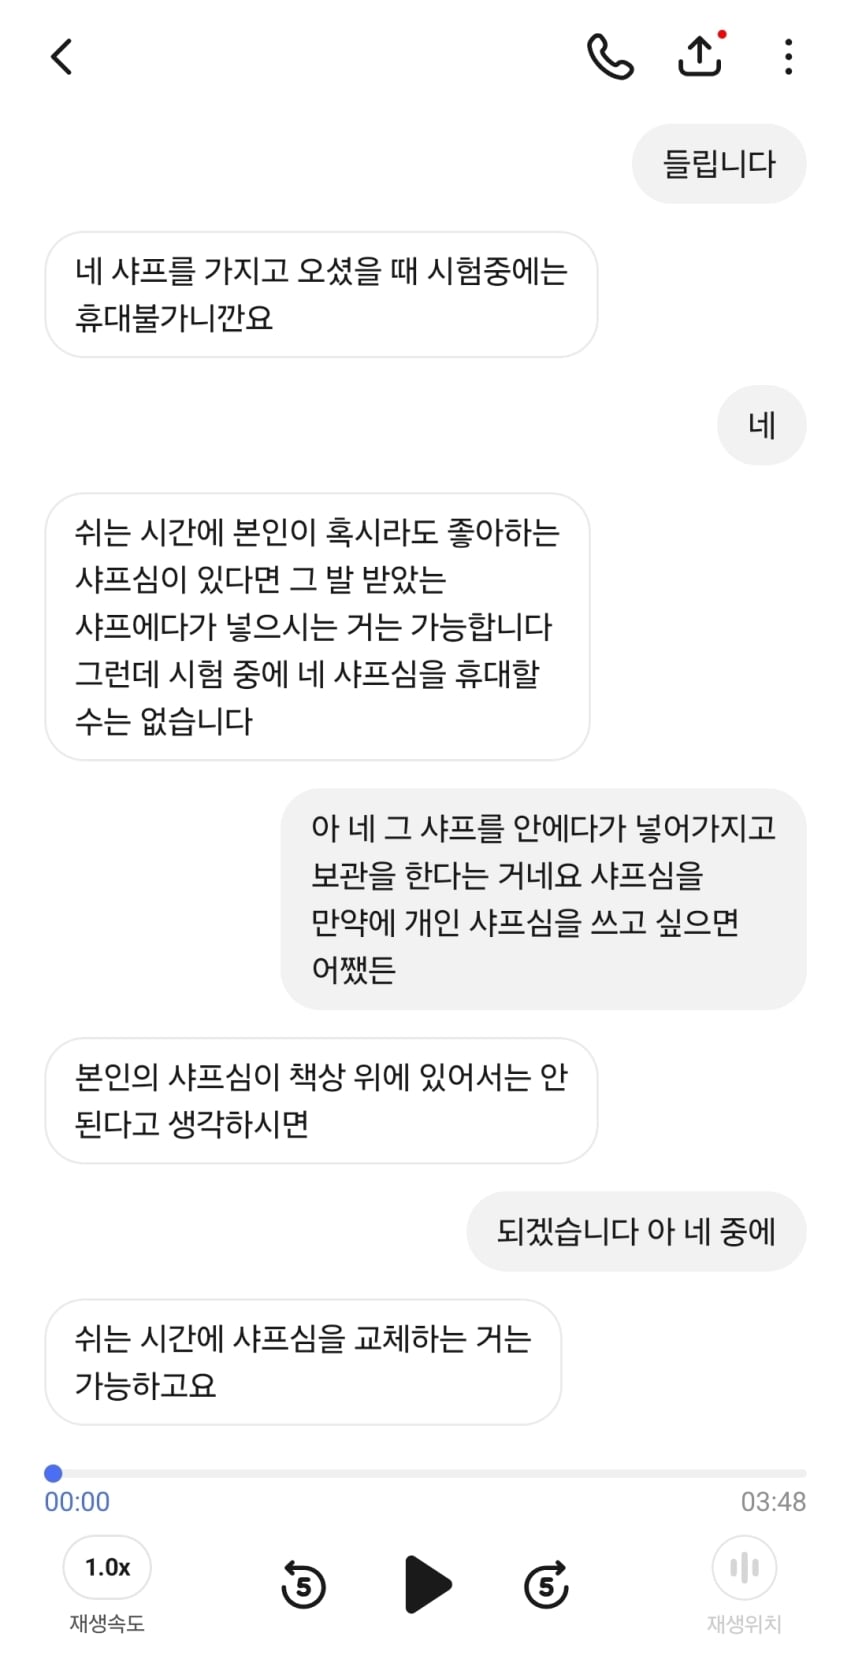 들립니다
네 샤프를 가지고 오셨을 때 시험중에는
휴대불가니깐요
네
쉬는 시간에 본인이 혹시라도 좋아하는
샤프심이 있다면 그 발 받았는
샤프에다가 넣으시는 거는 가능합니다
그런데 시험 중에 네 샤프심을 휴대할
수는 없습니다
아 네 그 샤프를 안에다가 넣어가지고
보관을 한다는 거네요 샤프심을
만약에 개인 샤프심을 쓰고 싶으면
어쨌든
본인의 샤프심이 책상 위에 있어서는 안
된다고 생각하시면
되겠습니다 아 네 중에
쉬는 시간에 샤프심을 교체하는 거는
가능하고요
00:00
03:48
1.0x
5
5
재생속도
재생위치